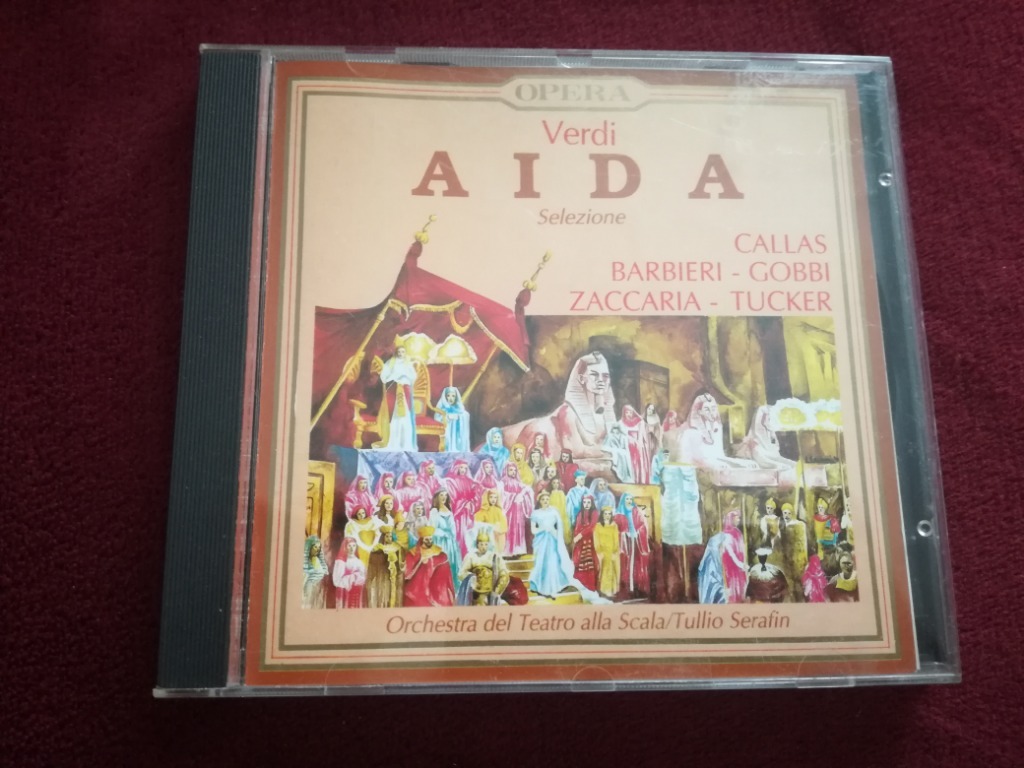 OPERA
Verdi
AIDA
Selezione
CALLAS
BARBIERI - GOBBI
ZACCARIA - TUCKER
Orchestra del Teatro alla Scala/Tullio Serafin